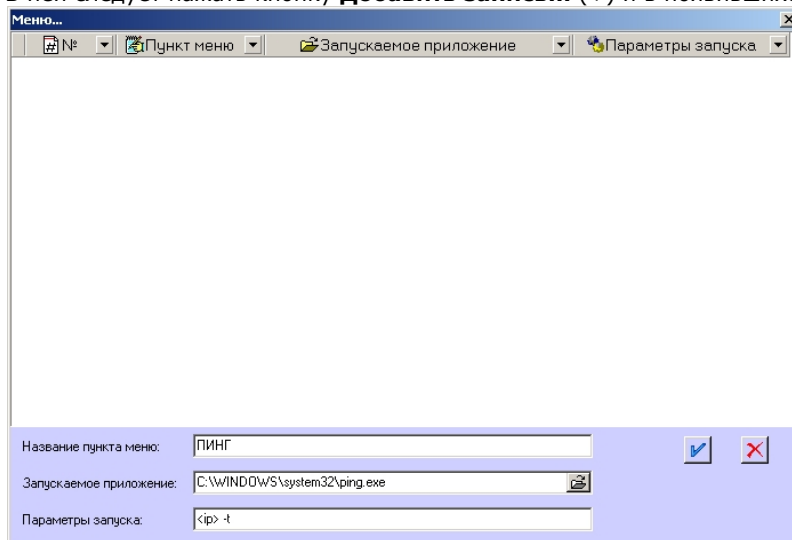 Меню...
№ Пункт меню Запускаемое приложение Параметры запуска
Название пункта меню: ПИНГ
Запускаемое приложение: C:\WINDOWS\system32\ping.exe
Параметры запуска: <ip> -t